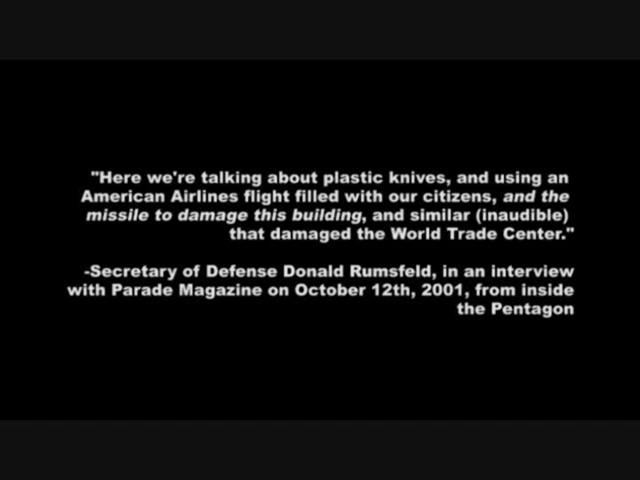 "Here we're talking about plastic knives, and using an
American Airlines flight filled with our citizens, and the
missile to damage this building, and similar (inaudible)
that damaged the World Trade Center."
-Secretary of Defense Donald Rumsfeld, in an interview
with Parade Magazine on October 12th, 2001, from inside
the Pentagon